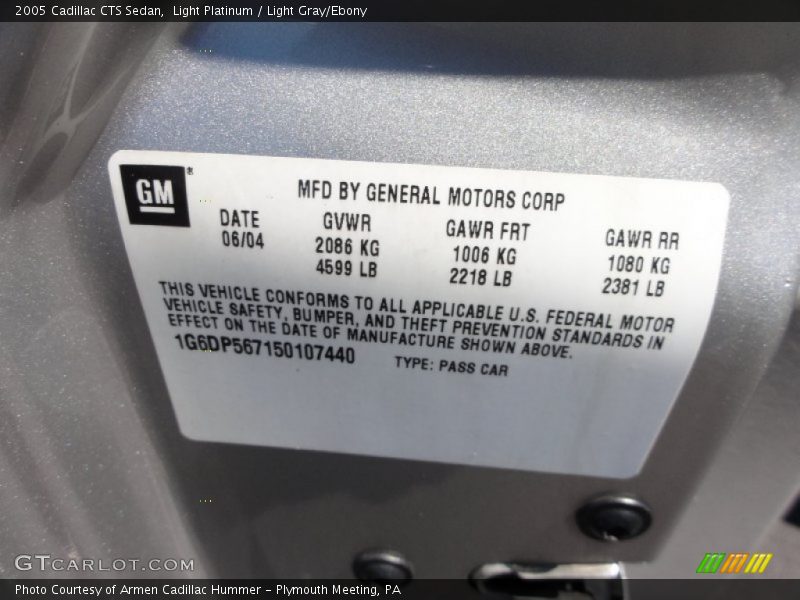 2005 Cadillac CTS Sedan, Light Platinum / Light Gray/Ebony
GM®
MFD BY GENERAL MOTORS CORP
DATE GVWR GAWR FRT GAWR RR
06/04 2086 KG 1006 KG 1080 KG
4599 LB 2218 LB 2381 LB
THIS VEHICLE CONFORMS TO ALL APPLICABLE U.S. FEDERAL MOTOR
VEHICLE SAFETY, BUMPER, AND THEFT PREVENTION STANDARDS IN
EFFECT ON THE DATE OF MANUFACTURE SHOWN ABOVE.
1G6DP567150107440 TYPE: PASS CAR
GTCARLOT.COM
Photo Courtesy of Armen Cadillac Hummer - Plymouth Meeting, PA